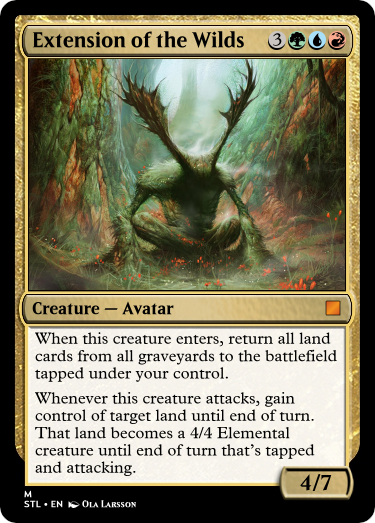 Extension of the Wilds 3
Creature — Avatar
When this creature enters, return all land
cards from all graveyards to the battlefield
tapped under your control.
Whenever this creature attacks, gain
control of target land until end of turn.
That land becomes a 4/4 Elemental
creature until end of turn that's tapped
and attacking.
4/7
M
STL • EN Ola Larsson